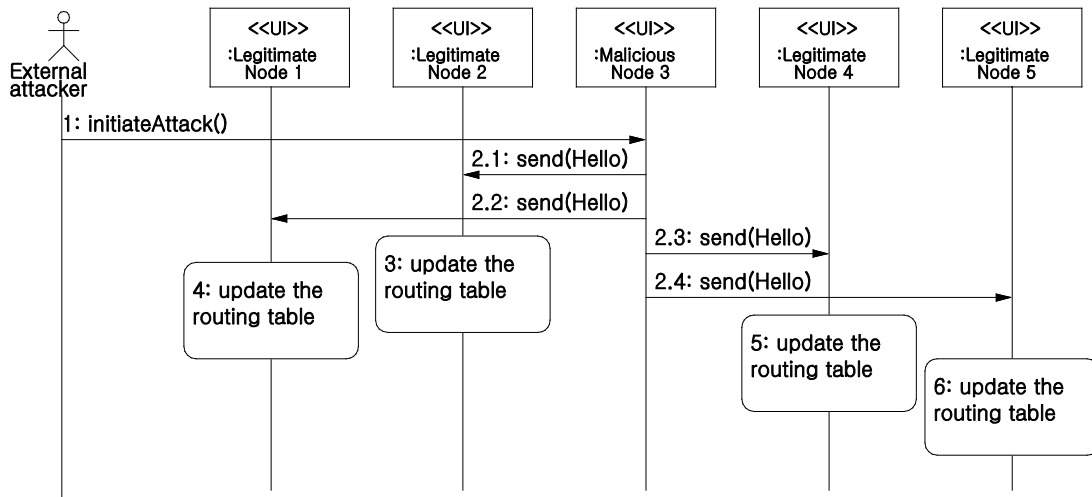 External
attacker
<<UI>>
:Legitimate
Node 1
<<UI>>
:Legitimate
Node 2
<<UI>>
:Malicious
Node 3
<<UI>>
:Legitimate
Node 4
<<UI>>
:Legitimate
Node 5
1: initiateAttack()
2.1: send(Hello)
2.2: send(Hello)
2.3: send(Hello)
2.4: send(Hello)
3: update the
routing table
4: update the
routing table
5: update the
routing table
6: update the
routing table